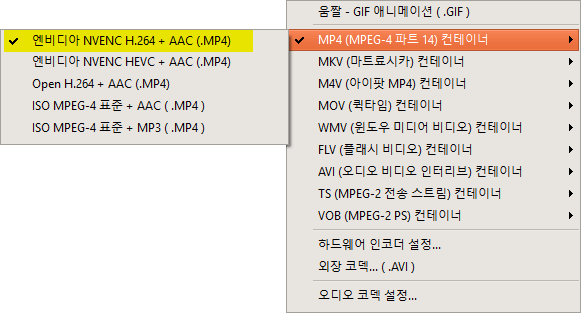 엔비디아 NVENC H.264 + AAC (.MP4)
엔비디아 NVENC HEVC + AAC (.MP4)
Open H.264 + AAC (.MP4)
ISO MPEG-4 표준 + AAC ( .MP4 )
ISO MPEG-4 표준 + MP3 ( .MP4 )
움짤 - GIF 애니메이션 ( .GIF )
MP4 (MPEG-4 파트 14) 컨테이너
MKV (마트료시카) 컨테이너
M4V (아이팟 MP4) 컨테이너
MOV (퀵타임) 컨테이너
WMV (윈도우 미디어 비디오) 컨테이너
FLV (플래시 비디오) 컨테이너
AVI (오디오 비디오 인터리브) 컨테이너
TS (MPEG-2 전송 스트림) 컨테이너
VOB (MPEG-2 PS) 컨테이너
하드웨어 인코더 설정...
외장 코덱... ( .AVI )
오디오 코덱 설정...